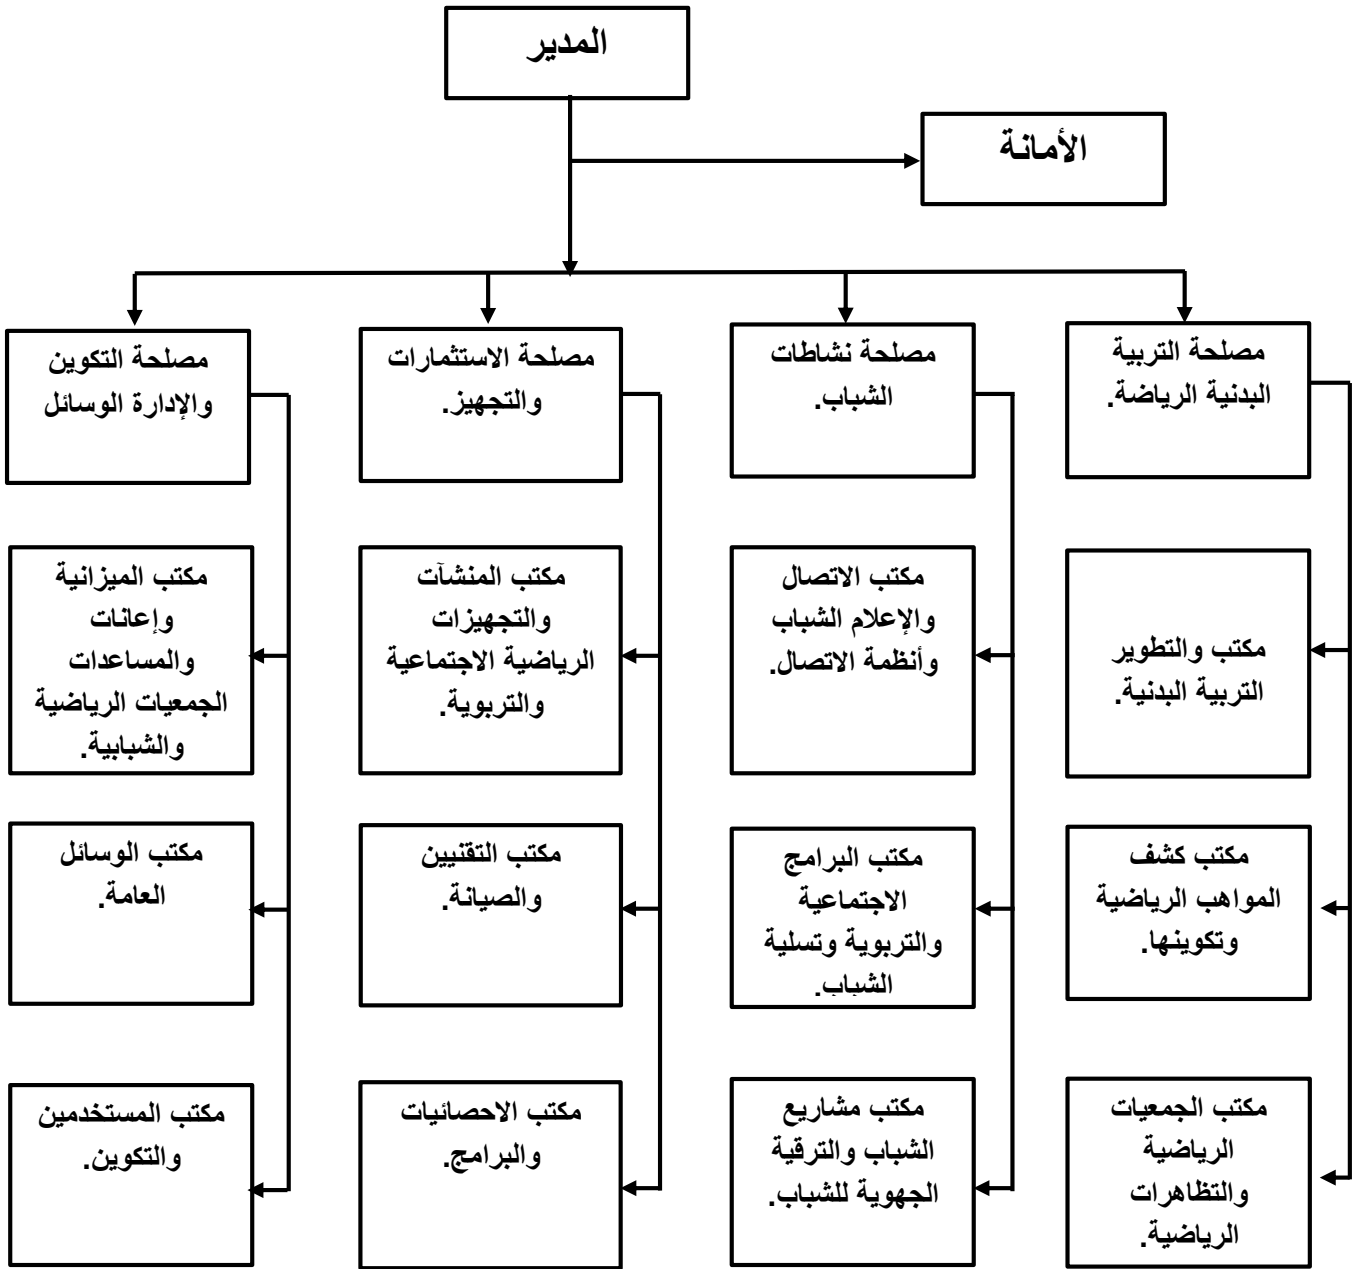 المدير
الأمانة
مصلحة التربية
البدنية الرياضة.
مصلحة نشاطات
الشباب.
مصلحة الاستثمارات
والتجهيز.
مصلحة التكوين
والإدارة الوسائل
مكتب والتطوير
التربية البدنية.
مكتب الاتصال
والإعلام الشباب
وأنظمة الاتصال.
مكتب المنشآت
والتجهيزات
الرياضية الاجتماعية
والتربوية.
مكتب الميزانية
وإعانات
والمساعدات
الجمعيات الرياضية
والشبابية.
مكتب كشف
المواهب الرياضية
وتكوينها.
مكتب البرامج
الاجتماعية
والتربوية وتسلية
الشباب.
مكتب التقنيين
والصيانة.
مكتب الوسائل
العامة.
مكتب الجمعيات
الرياضية
والتظاهرات
الرياضية.
مكتب مشاريع
الشباب والترقية
الجهوية للشباب.
مكتب الاحصائيات
والبرامج.
مكتب المستخدمين
والتكوين.